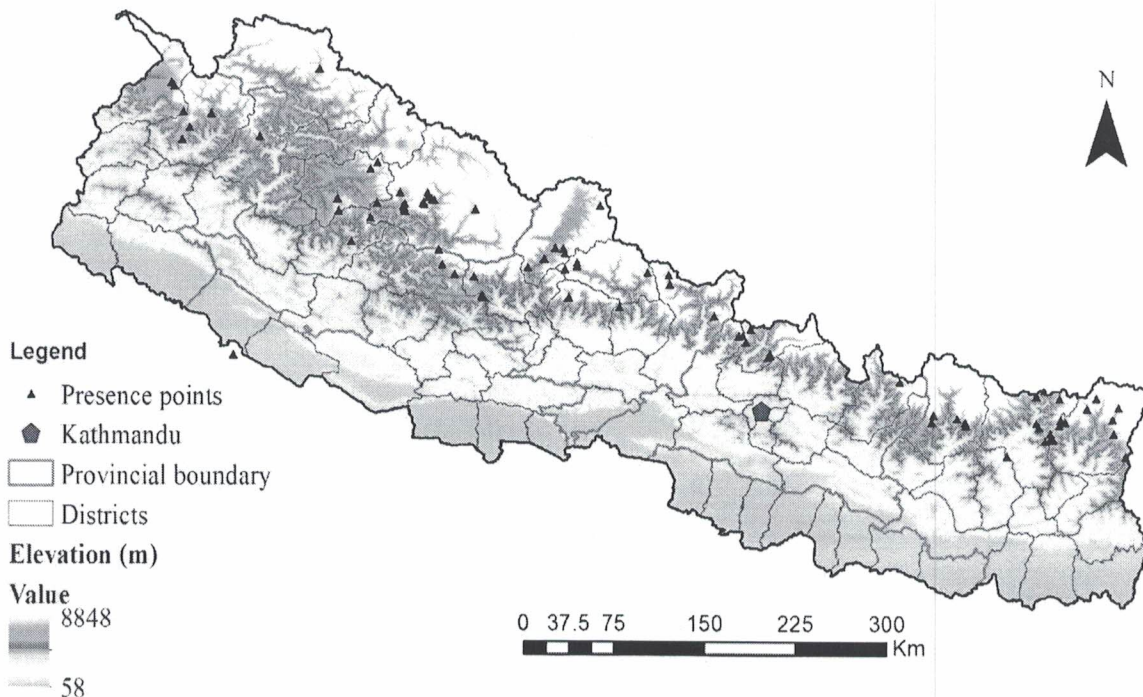 N
Legend
Presence points
Kathmandu
Provincial boundary
Districts
Elevation (m)
Value
8848
58
0 37.5 75 150 225 300
Km